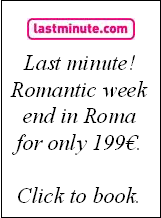 lastminute.com
Last minute!
Romantic week
end in Roma
for only 199€.
Click to book.